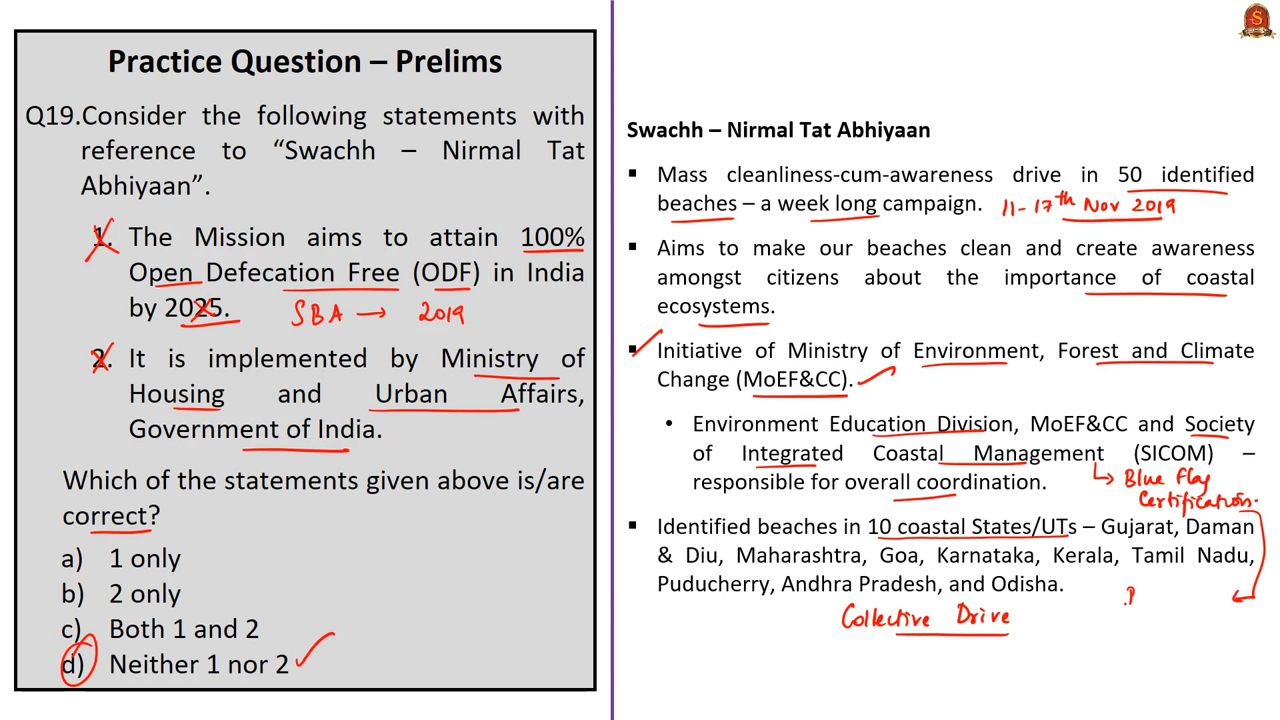 Practice Question – Prelims
Q19.Consider the following statements with
reference to “Swachh – Nirmal Tat
Abhiyaan”.
1. The Mission aims to attain 100%
Open Defecation Free (ODF) in India
by 2025. SBA → 2019
2. It is implemented by Ministry of
Housing and Urban Affairs,
Government of India.
Which of the statements given above is/are
correct?
a) 1 only
b) 2 only
c) Both 1 and 2
d) Neither 1 nor 2
Swachh – Nirmal Tat Abhiyaan
▪ Mass cleanliness-cum-awareness drive in 50 identified
beaches – a week long campaign. 11-17th Nov 2019
▪ Aims to make our beaches clean and create awareness
amongst citizens about the importance of coastal
ecosystems.
▪ Initiative of Ministry of Environment, Forest and Climate
Change (MoEF&CC).
• Environment Education Division, MoEF&CC and Society
of Integrated Coastal Management (SICOM) –
responsible for overall coordination.
↳ Blue Flag
Certification.
▪ Identified beaches in 10 coastal States/UTs – Gujarat, Daman
& Diu, Maharashtra, Goa, Karnataka, Kerala, Tamil Nadu,
Puducherry, Andhra Pradesh, and Odisha.
Collective Drive